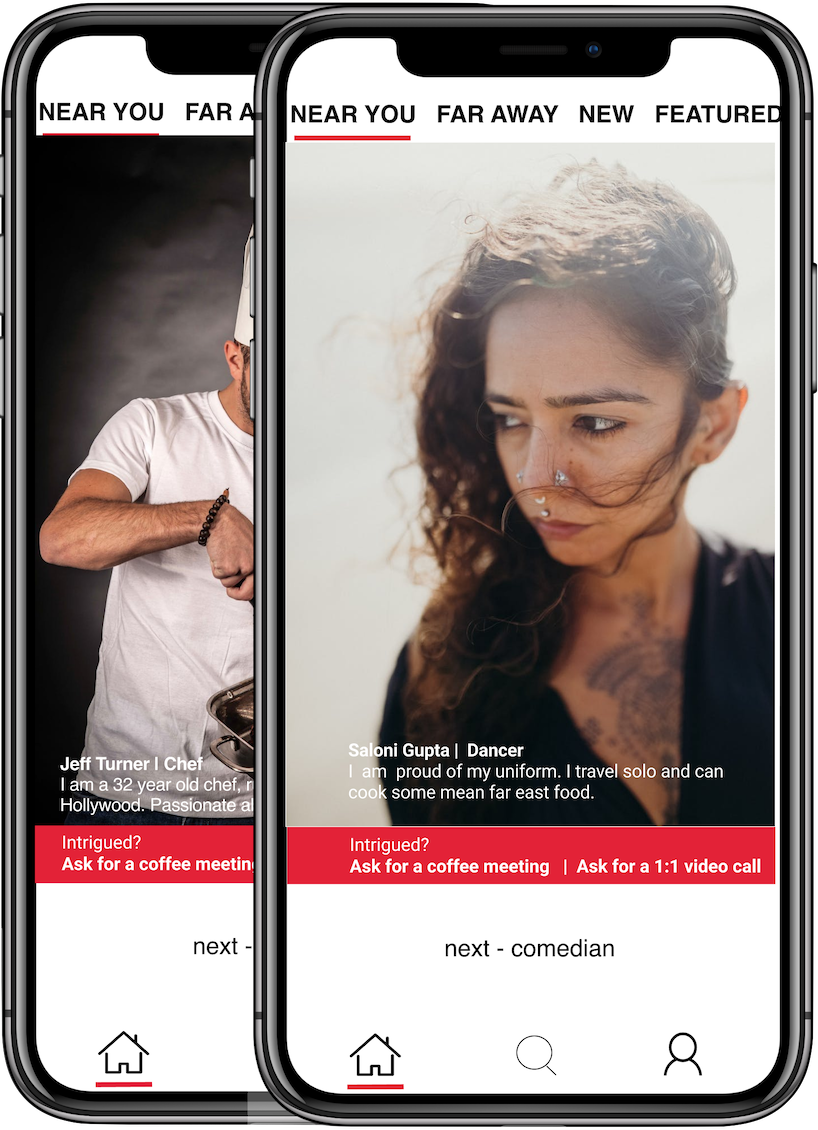 NEAR YOU FAR A
Jeff Turner I Chef
I am a 32 year old chef,
Hollywood. Passionate
Intrigued?
Ask for a coffee
next -
NEAR YOU FAR AWAY NEW FEATURED
Saloni Gupta | Dancer
I am proud of my uniform. I travel solo and can
cook some mean far east food.
Intrigued?
Ask for a coffee meeting | Ask for a 1:1 video call
next - comedian